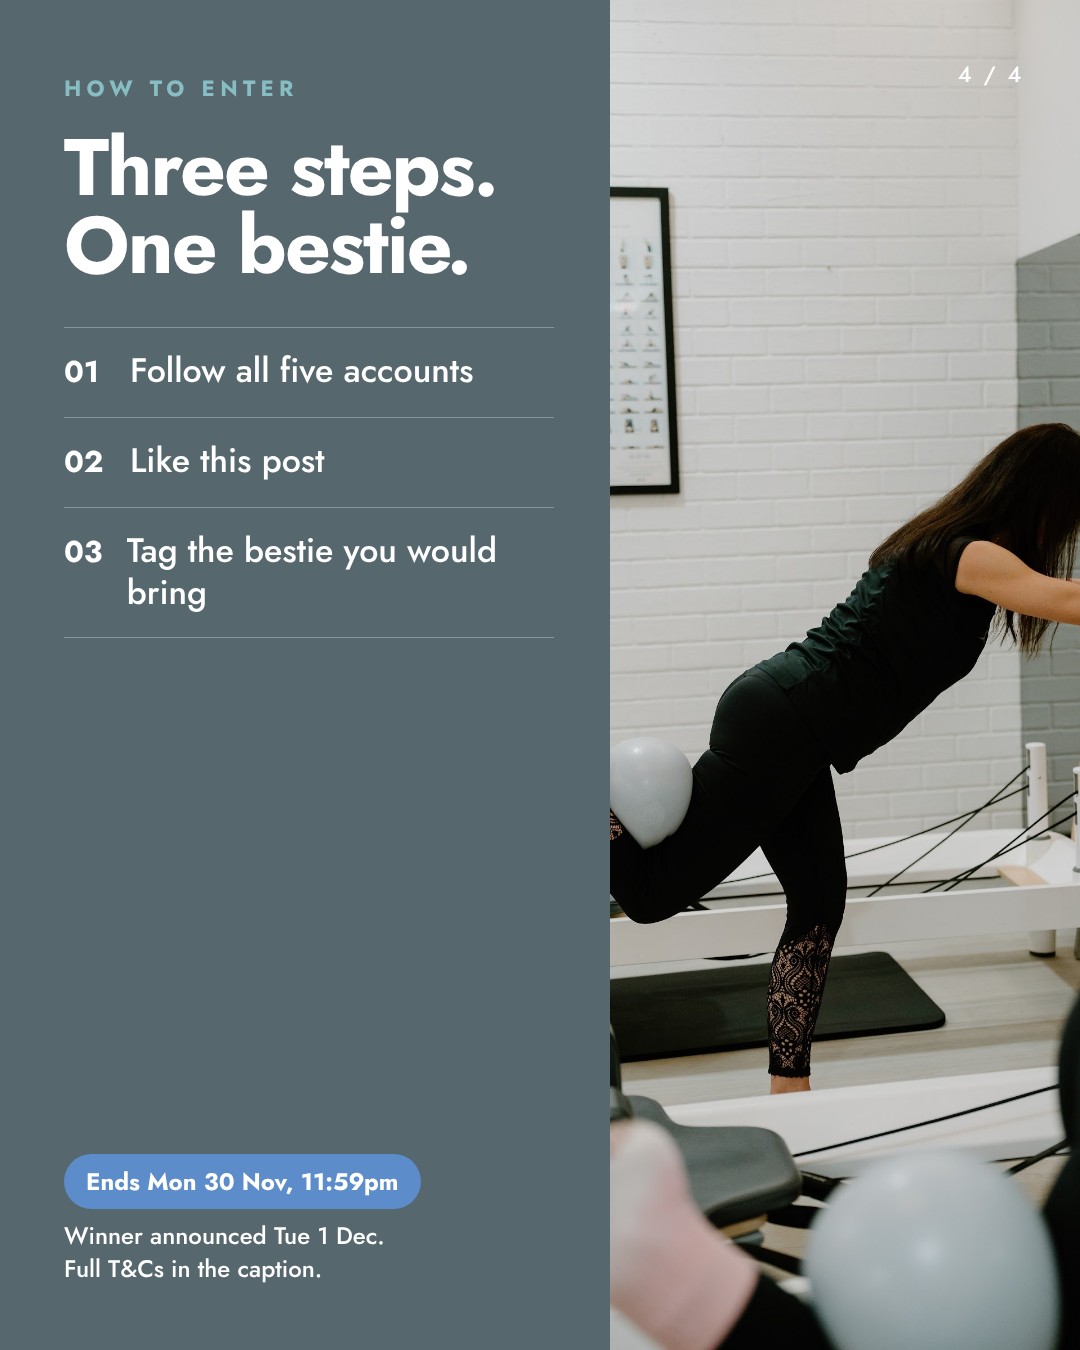 HOW TO ENTER
4 / 4
Three steps.
One bestie.
01 Follow all five accounts
02 Like this post
03 Tag the bestie you would
bring
Ends Mon 30 Nov, 11:59pm
Winner announced Tue 1 Dec.
Full T&Cs in the caption.